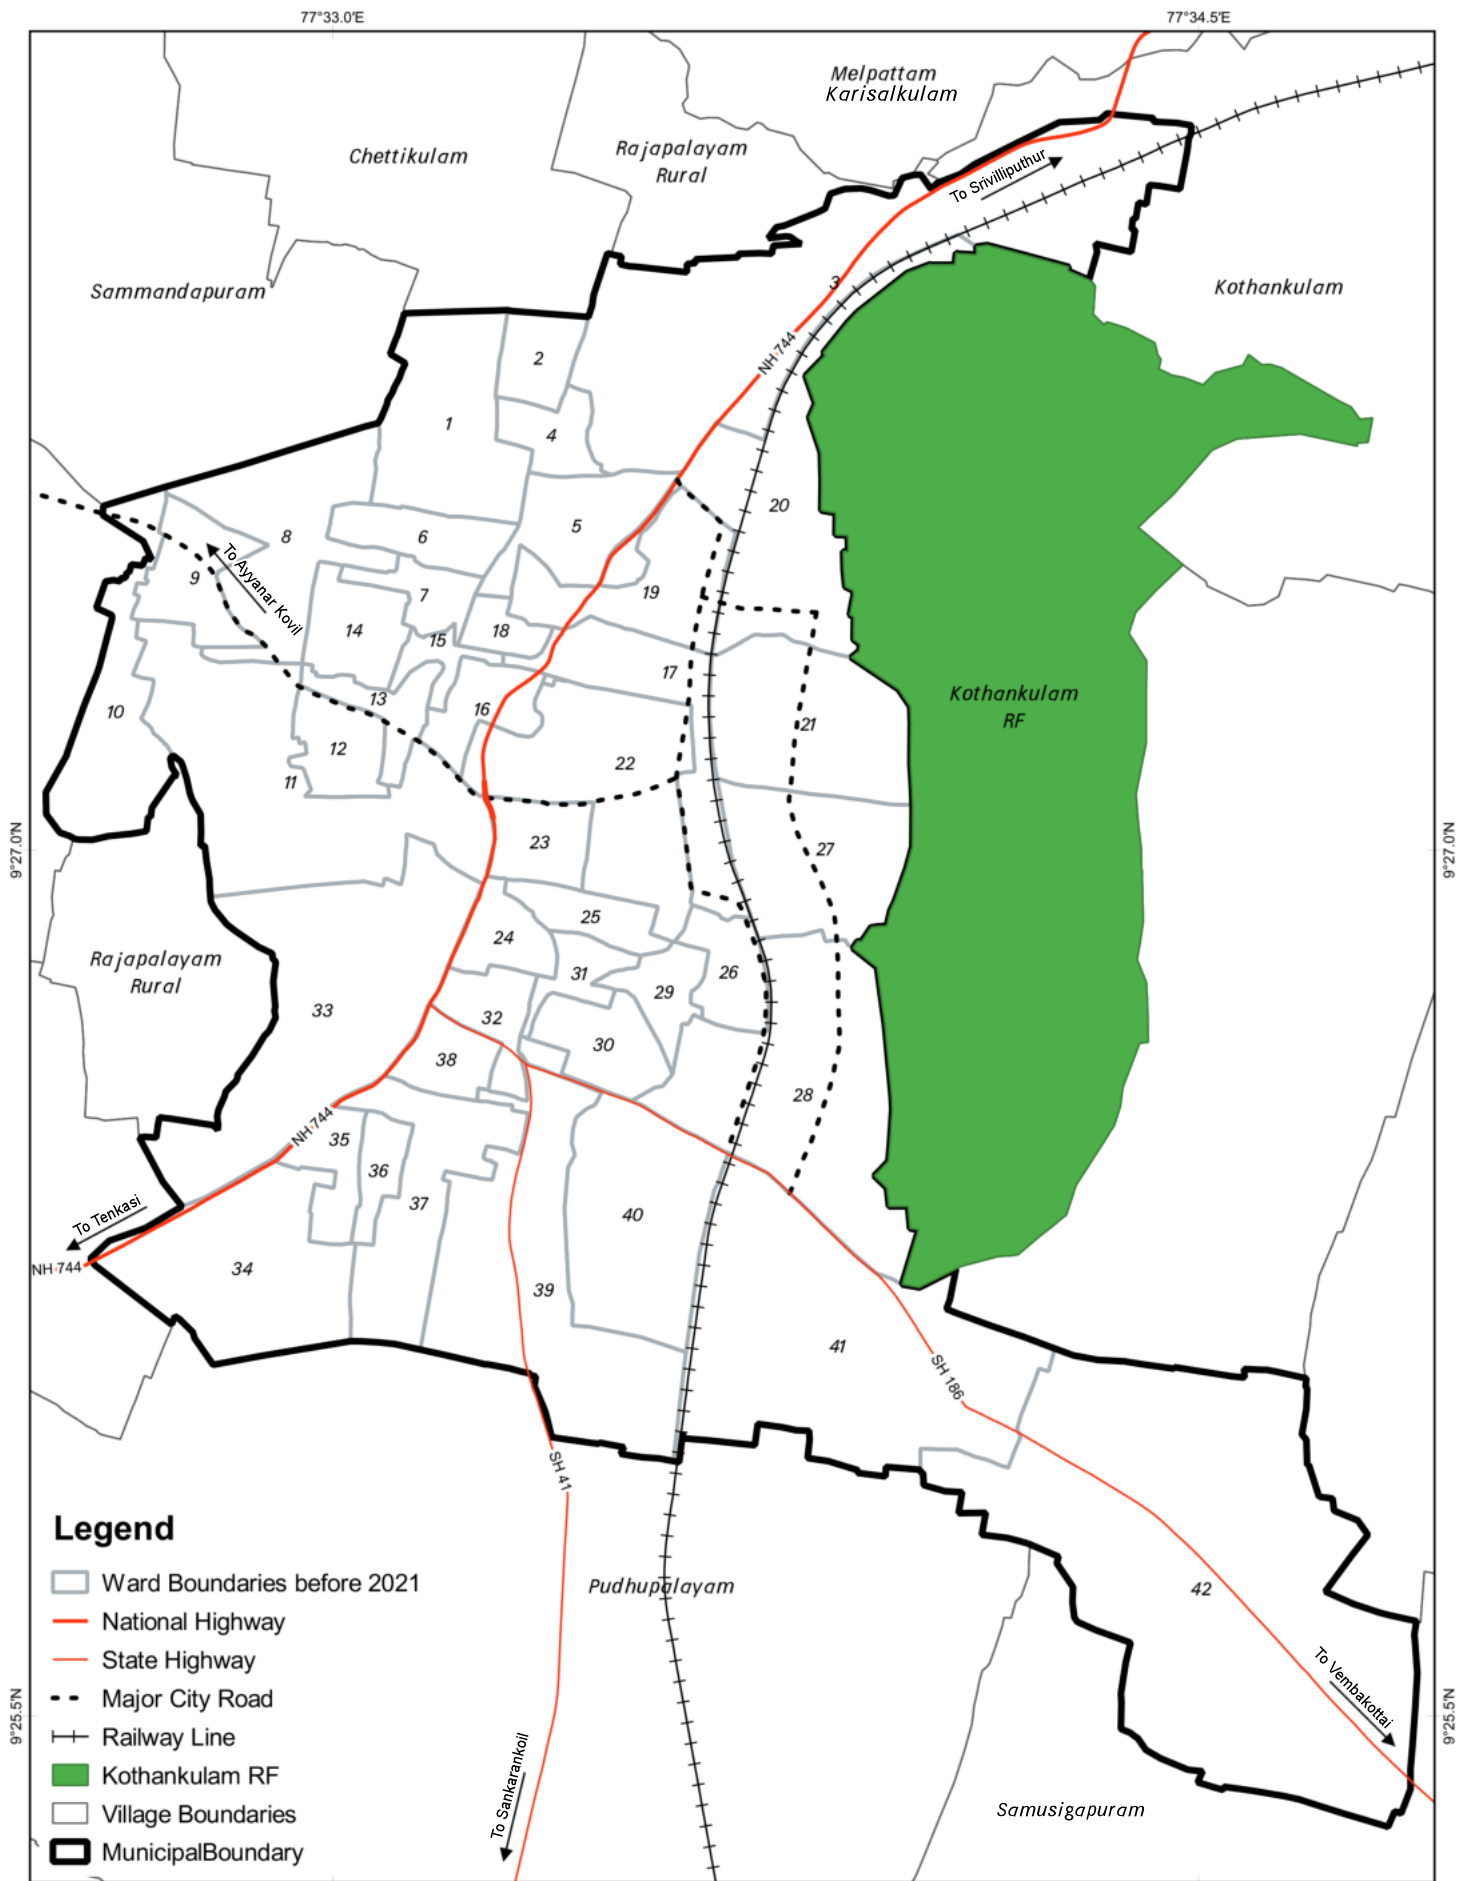 77°33.0'E
77°34.5'E
Melpattam
Karisalkulam
Chettikulam
Rajapalayam
Rural
To Srivilliputhur
Sammandapuram
3
Kothankulam
NH 744
2
1
4
20
5
8
6
To Ayyanar Kovil
9
7
19
14
18
15
17
Kothankulam
RF
13
10
16
21
12
22
11
23
27
9°27.0'N
9°27.0'N
25
24
Rajapalayam
Rural
31
26
29
33
32
30
38
28
NH 744
35
36
37
To Tenkasi
40
NH 744
34
39
41
SH 186
SH 41
Legend
Ward Boundaries before 2021
National Highway
State Highway
Major City Road
Railway Line
Kothankulam RF
Village Boundaries
MunicipalBoundary
Pudhupalayam
42
To Vembakottai
9°25.5'N
9°25.5'N
To Sankarankoil
Samusigapuram